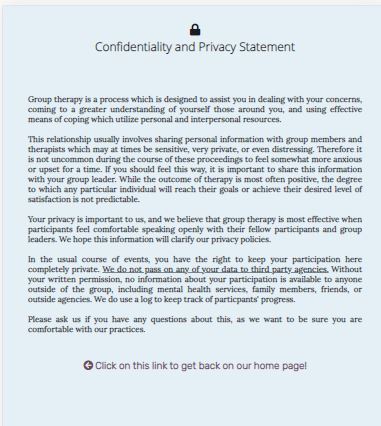 Confidentiality and Privacy Statement
Group therapy is a process which is designed to assist you in dealing with your concerns,
coming to a greater understanding of yourself those around you, and using effective
means of coping which utilize personal and interpersonal resources.
This relationship usually involves sharing personal information with group members and
therapists which may at times be sensitive, very private, or even distressing. Therefore it
is not uncommon during the course of these proceedings to feel somewhat more anxious
or upset for a time. If you should feel this way, it is important to share this information
with your group leader. While the outcome of therapy is most often positive, the degree
to which any particular individual will reach their goals or achieve their desired level of
satisfaction is not predictable.
Your privacy is important to us, and we believe that group therapy is most effective when
participants feel comfortable speaking openly with their fellow participants and group
leaders. We hope this information will clarify our privacy policies.
In the usual course of events, you have the right to keep your participation here
completely private. We do not pass on any of your data to third party agencies. Without
your written permission, no information about your participation is available to anyone
outside of the group, including mental health services, family members, friends, or
outside agencies. We do use a log to keep track of particpants' progress.
Please ask us if you have any questions about this, as we want to be sure you are
comfortable with our practices.
Click on this link to get back on our home page!